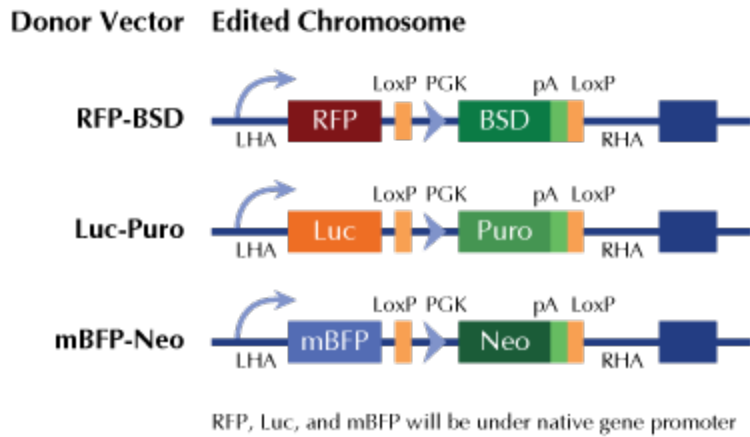 Donor Vector Edited Chromosome
LoxP PGK pA LoxP
RFP-BSD RFP BSD
LHA RHA
LoxP PGK pA LoxP
Luc-Puro Luc Puro
LHA RHA
LoxP PGK pA LoxP
mBFP-Neo mBFP Neo
LHA RHA
RFP, Luc, and mBFP will be under native gene promoter